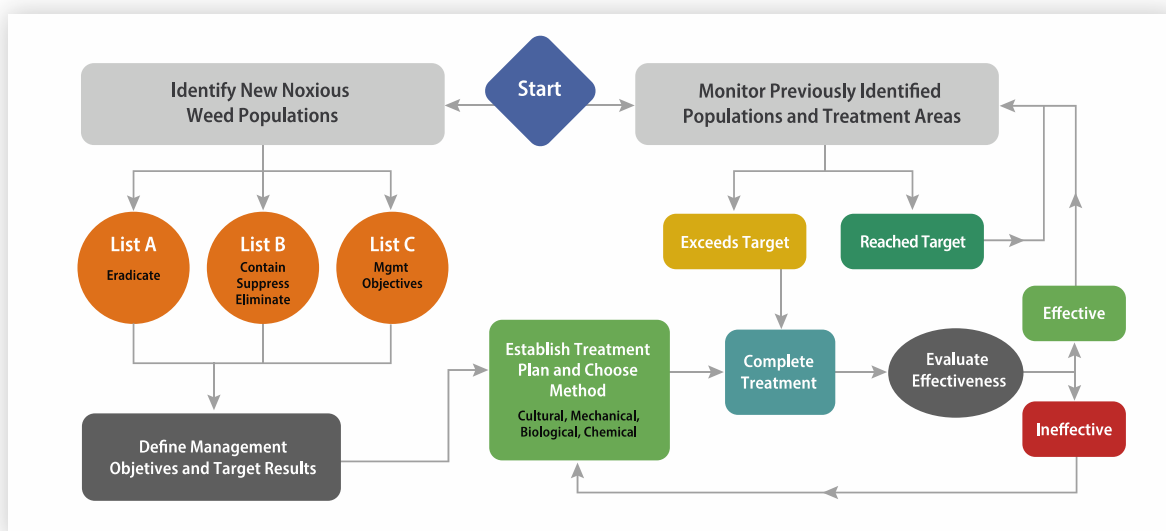 Start
Identify New Noxious
Weed Populations
Monitor Previously Identified
Populations and Treatment Areas
List A
Eradicate
List B
Contain
Suppress
Eliminate
List C
Mgmt
Objectives
Exceeds Target
Reached Target
Define Management
Objetives and Target Results
Establish Treatment
Plan and Choose
Method
Cultural, Mechanical,
Biological, Chemical
Complete
Treatment
Evaluate
Effectiveness
Effective
Ineffective